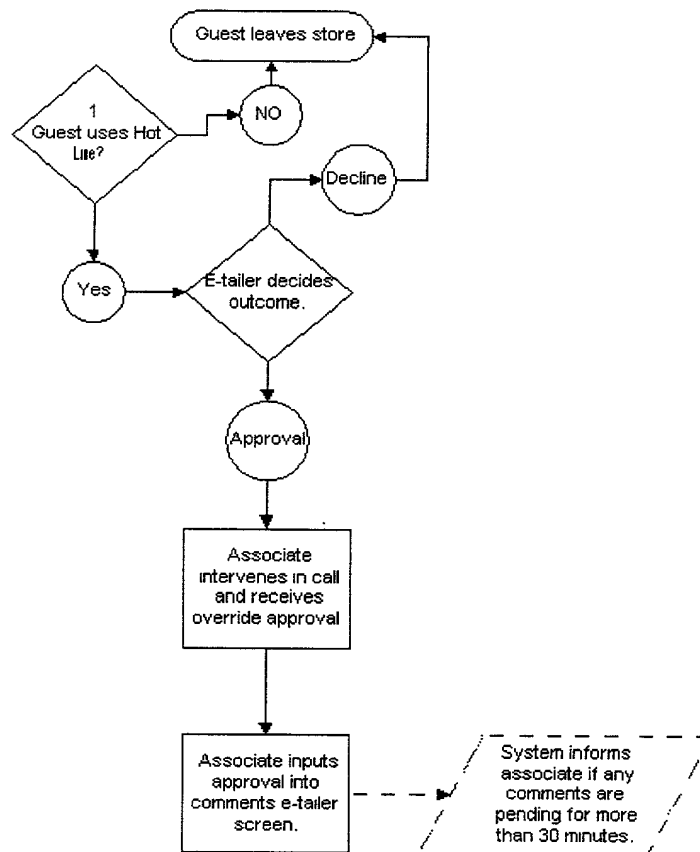 Guest leaves store
1
Guest uses Hot
Line?
NO
Decline
Yes
E-tailer decides
outcome.
Approval
Associate
intervenes in call
and receives
override approval
Associate inputs
approval into
comments e-tailer
screen.
System informs
associate if any
comments are
pending for more
than 30 minutes.